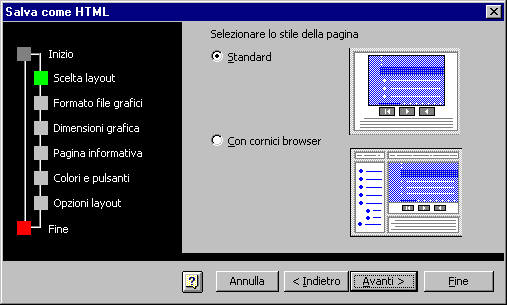 Salva come HTML
Selezionare lo stile della pagina
Inizio
Scelta layout
Formato file grafici
Dimensioni grafica
Pagina informativa
Colori e pulsanti
Opzioni layout
Fine
Standard
Con cornici browser
?
Annulla
< Indietro
Avanti >
Fine